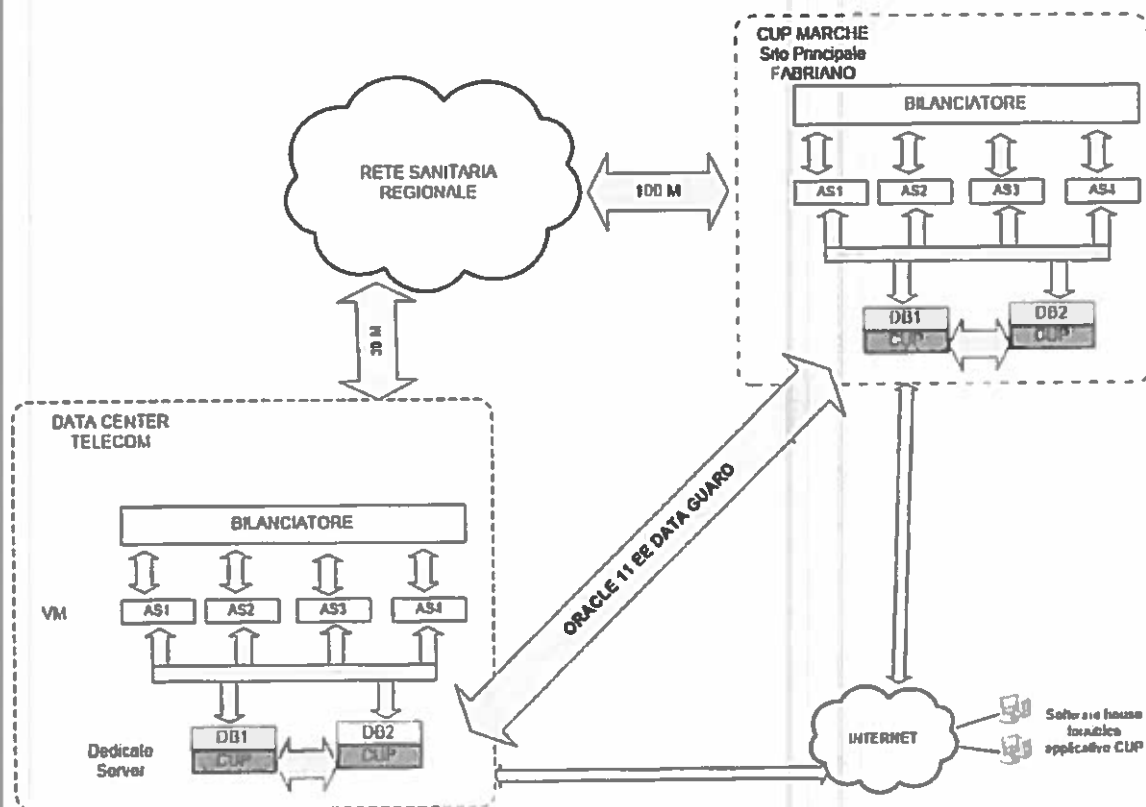 CUP MARCHE
Sito Principale
FABRIANO
BILANCIATORE
AS1 AS2 AS3 AS4
DB1 DB2
CUP CUP
RETE SANITARIA
REGIONALE
100 M
30 M
DATA CENTER
TELECOM
BILANCIATORE
VM
AS1 AS2 AS3 AS4
DB1 DB2
CUP CUP
Dedicato
Server
ORACLE 11 EE DATA GUARD
INTERNET
Software house
applicativo CUP